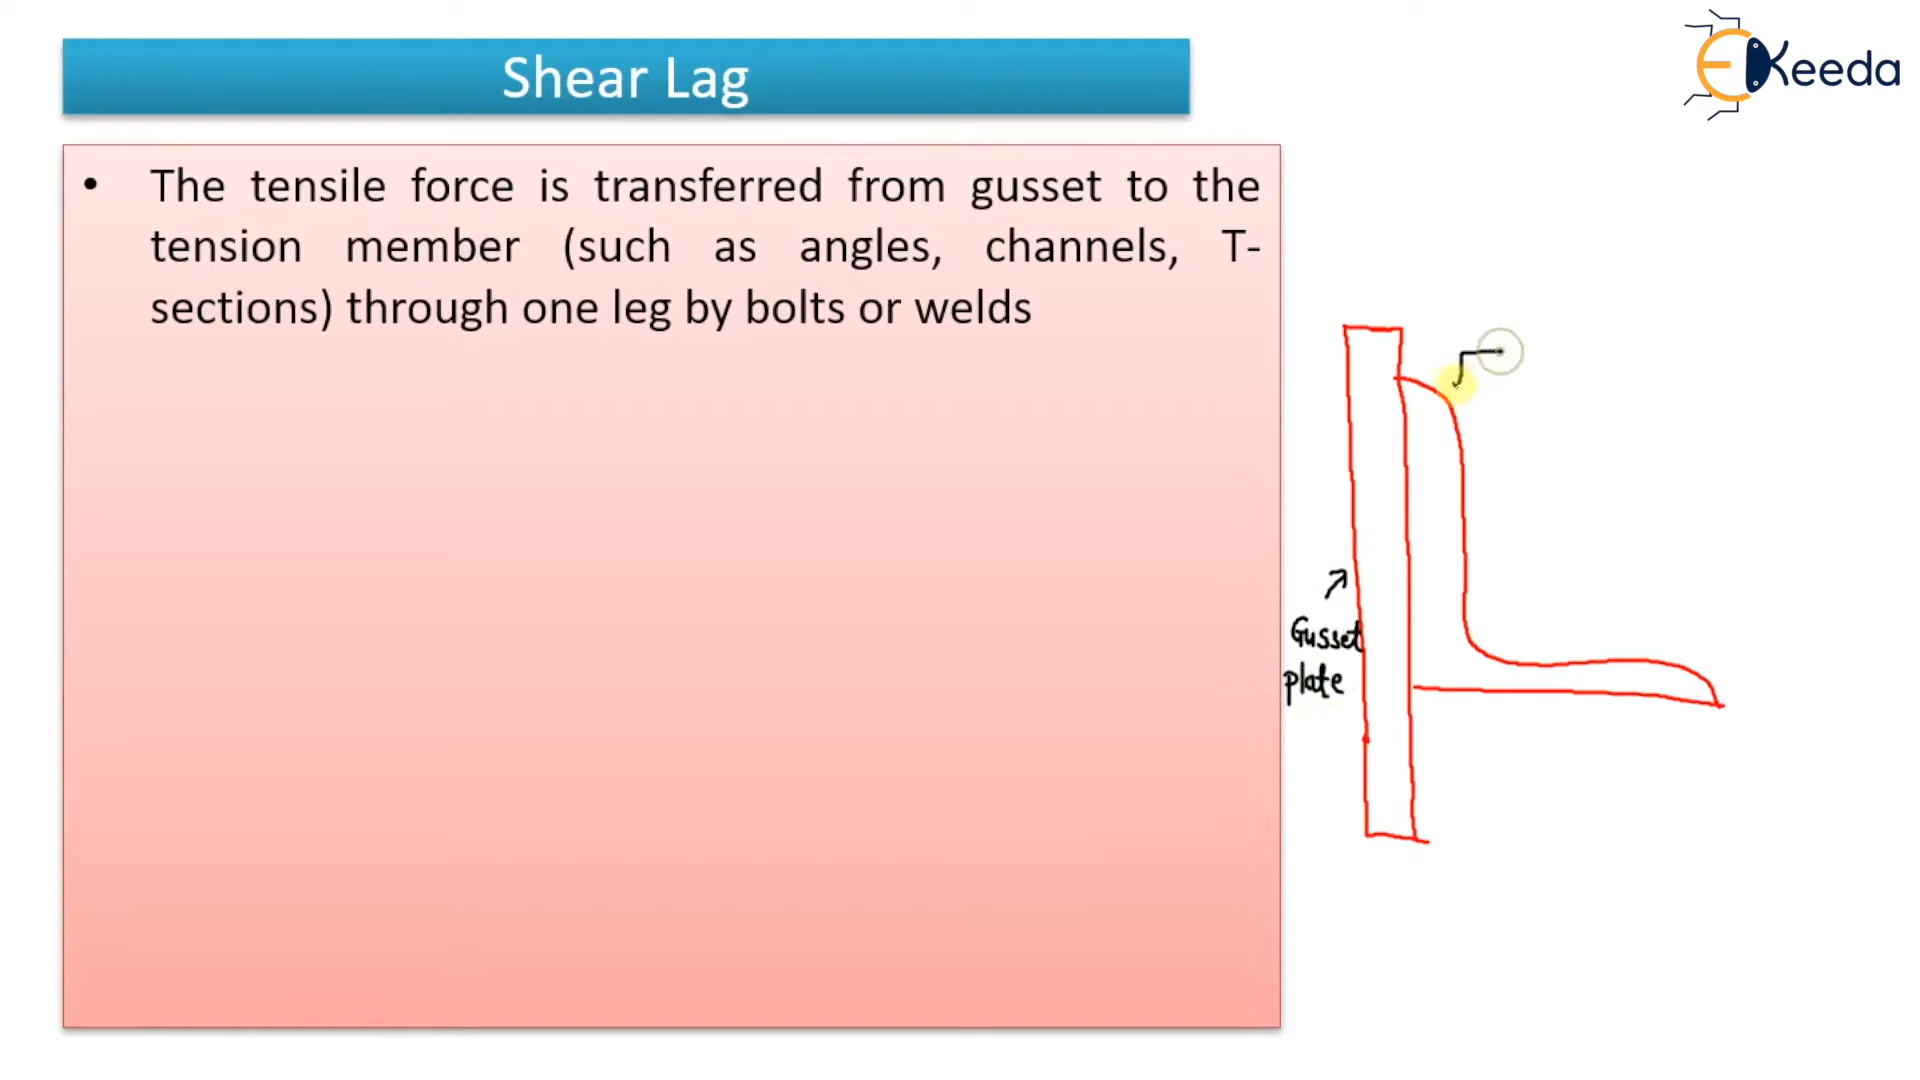 Shear Lag
EKeeda
• The tensile force is transferred from gusset to the
tension member (such as angles, channels, T-
sections) through one leg by bolts or welds
Gusset
plate